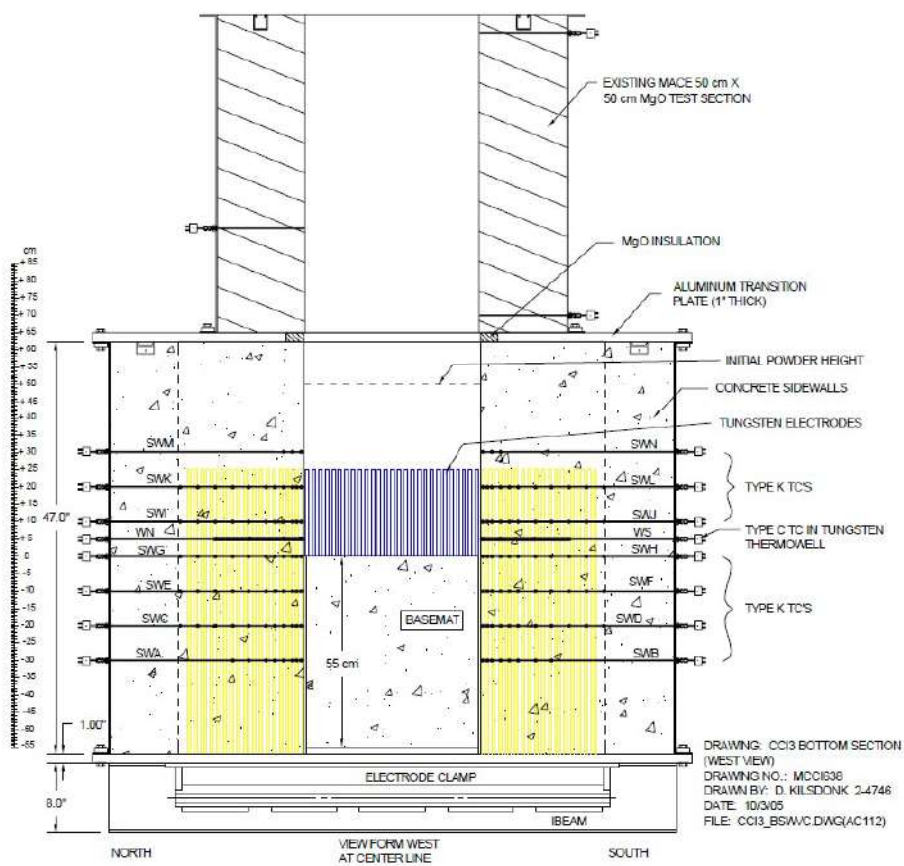 EXISTING MACE 50 cm X
50 cm MgO TEST SECTION
MgO INSULATION
ALUMINUM TRANSITION
PLATE (1" THICK)
INITIAL POWDER HEIGHT
CONCRETE SIDEWALLS
TUNGSTEN ELECTRODES
TYPE K TC'S
TYPE C TC IN TUNGSTEN
THERMOWELL
TYPE K TC'S
cm
+ 85
+ 80
+ 75
+ 70
+ 65
+ 60
+ 55
+ 50
+ 45
+ 40
+ 35
+ 30
+ 25
+ 20
+ 15
+ 10
+ 5
0
-5
-10
-15
-20
-25
-30
-35
-40
-45
-50
-55
47.0"
1.00"
8.0"
SWM
SWK
SWI
WN
SWG
SWE
SWC
SWA
SWN
SWL
SWJ
WS
SWH
SWF
SWD
SWB
BASEMAT
55 cm
ELECTRODE CLAMP
IBEAM
NORTH
VIEW FORM WEST
AT CENTER LINE
SOUTH
DRAWING: CCI3 BOTTOM SECTION
(WEST VIEW)
DRAWING NO.: MCCI638
DRAWN BY: D. KILSDONK 2-4746
DATE: 10/3/05
FILE: CCI3_BSWVC.DWG(AC112)